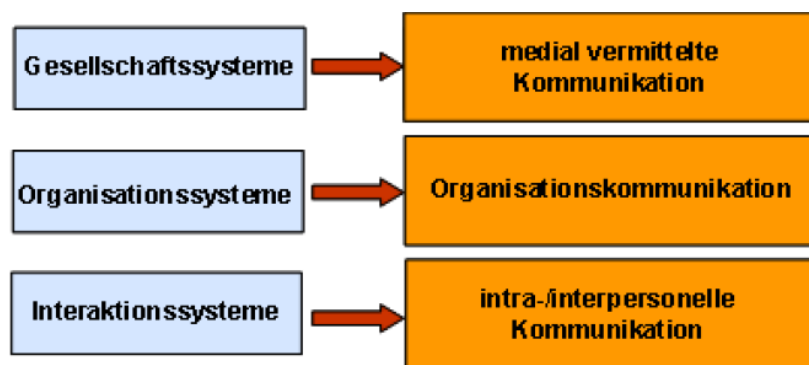 Gesellschaftssysteme
medial vermittelte
Kommunikation
Organisationssysteme
Organisationskommunikation
Interaktionssysteme
intra-/interpersonelle
Kommunikation